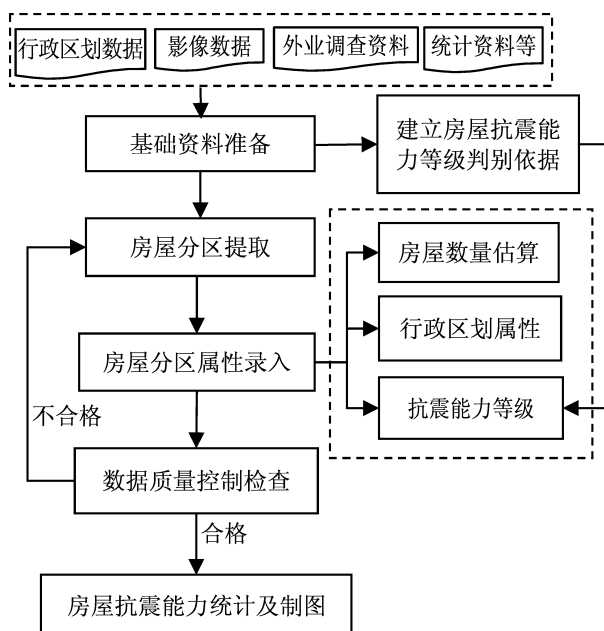 行政区划数据 影像数据 外业调查资料 统计资料等
基础资料准备
建立房屋抗震能
力等级判别依据
房屋分区提取
房屋数量估算
行政区划属性
房屋分区属性录入
抗震能力等级
不合格
数据质量控制检查
合格
房屋抗震能力统计及制图